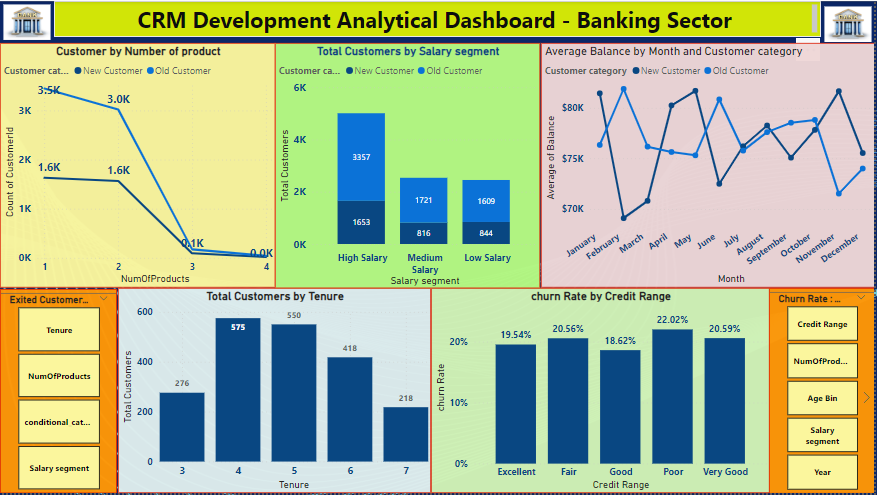 CRM Development Analytical Dashboard - Banking Sector
Customer by Number of product
Customer cat... New Customer Old Customer
Count of CustomerId
3K
2K
1K
0K
3.5K
3.0K
1.6K
1.6K
0.1K
0.0K
1 2 3 4
NumOfProducts
Total Customers by Salary segment
Customer ca... New Customer Old Customer
Total Customers
6K
4K
2K
0K
3357
1653
1721
816
1609
844
High Salary Medium Salary Low Salary
Salary segment
Average Balance by Month and Customer category
Customer category New Customer Old Customer
Average of Balance
$80K
$75K
$70K
January February March April May June July August September October November December
Month
Exited Customer...
Tenure
NumOfProducts
conditional cat...
Salary segment
Total Customers by Tenure
Total Customers
600
400
200
0
276
575
550
418
218
3 4 5 6 7
Tenure
churn Rate by Credit Range
churn Rate
20%
10%
0%
19.54%
20.56%
18.62%
22.02%
20.59%
Excellent Fair Good Poor Very Good
Credit Range
Churn Rate : ...
Credit Range
NumOfProd...
Age Bin
Salary
segment
Year